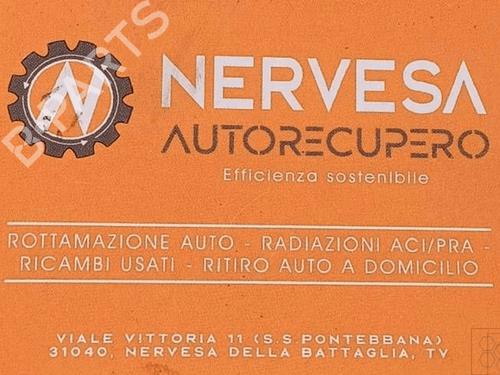 N
NERVESA
AUTORECUPERO
Efficienza sostenibile
ROTTAMAZIONE AUTO - RADIAZIONI ACI/PRA -
RICAMBI USATI - RITIRO AUTO A DOMICILIO
VIALE VITTORIA 11 (S.S.PONTEBBANA)
31040, NERVESA DELLA BATTAGLIA, TV
B-PARTS